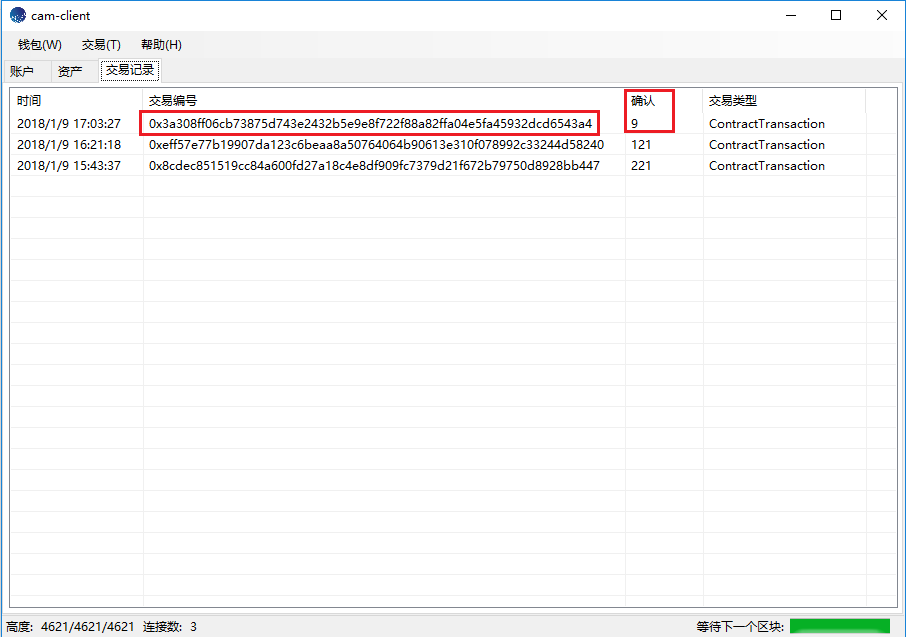 cam-client
钱包(W) 交易(T) 帮助(H)
账户 资产 交易记录
时间 交易编号 确认 交易类型
2018/1/9 17:03:27 0x3a308ff06cb73875d743e2432b5e9e8f722f88a82ffa04e5fa45932dcd6543a4 9 ContractTransaction
2018/1/9 16:21:18 0xeff57e77b19907da123c6beaa8a50764064b90613e310f078992c33244d58240 121 ContractTransaction
2018/1/9 15:43:37 0x8cdec851519cc84a600fd27a18c4e8df909fc7379d21f672b79750d8928bb447 221 ContractTransaction
高度: 4621/4621/4621 连接数: 3 等待下一个区块: